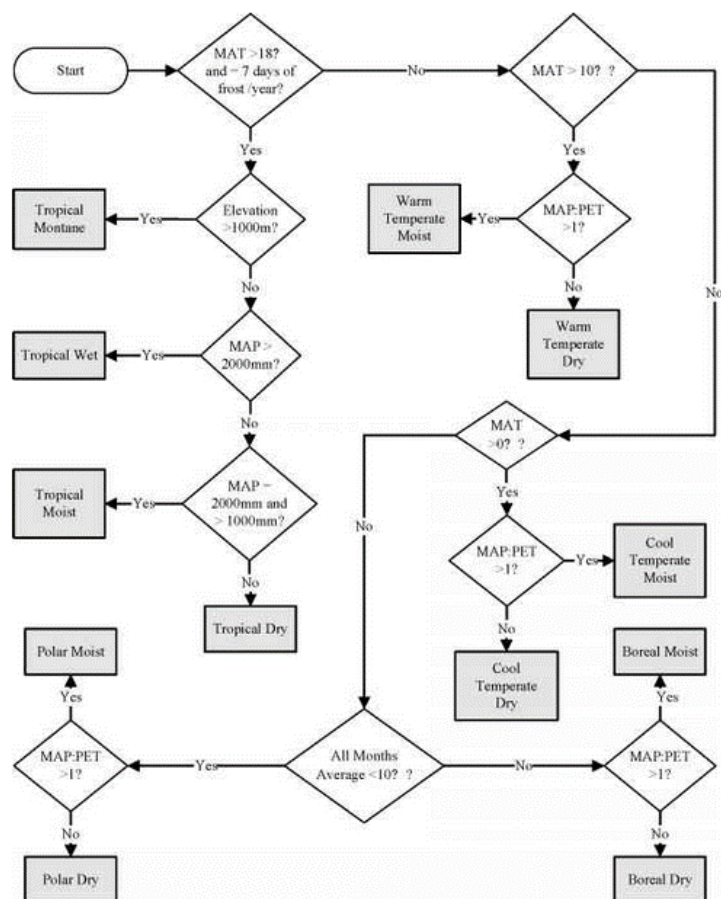 Start
MAT >18?
and = 7 days of
frost /year?
No
MAT > 10? ?
Yes
Yes
Tropical
Montane
Yes
Elevation
>1000m?
Warm
Temperate
Moist
Yes
MAP:PET
>1?
No
No
No
Tropical Wet
Yes
MAP >
2000mm?
Warm
Temperate
Dry
No
MAT
>0? ?
Tropical
Moist
Yes
MAP =
2000mm and
> 1000mm?
Yes
No
MAP:PET
>1?
Yes
Cool
Temperate
Moist
No
Tropical Dry
No
Polar Moist
Cool
Temperate
Dry
Boreal Moist
Yes
Yes
MAP:PET
>1?
Yes
All Months
Average <10? ?
No
MAP:PET
>1?
No
No
Polar Dry
Boreal Dry